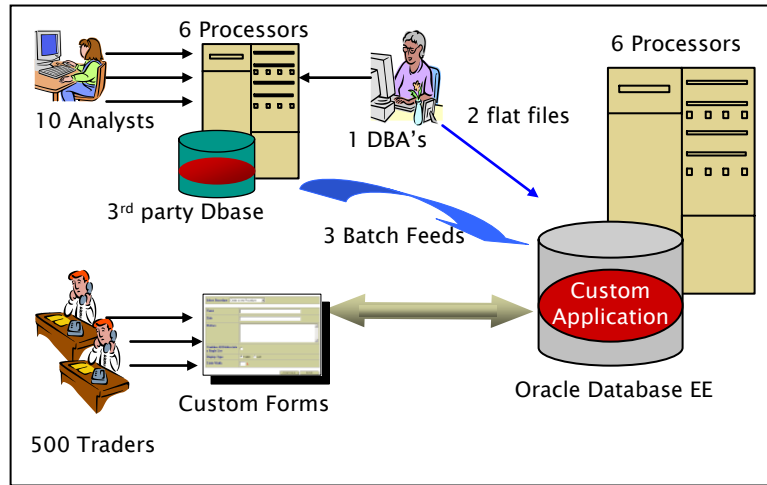 6 Processors
6 Processors
10 Analysts
1 DBA's
2 flat files
3rd party Dbase
3 Batch Feeds
Custom
Application
Custom Forms
Oracle Database EE
500 Traders